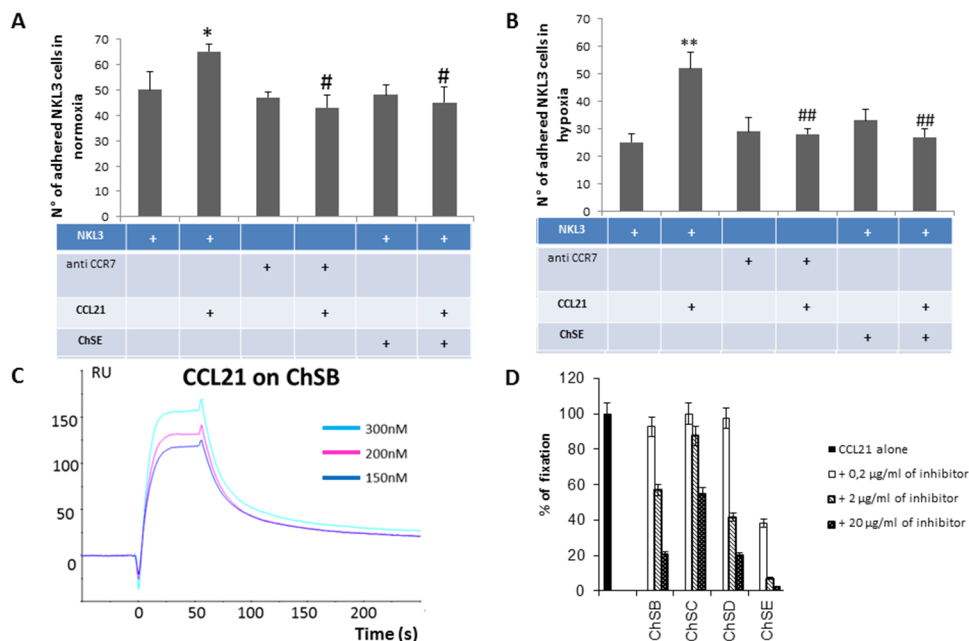 A
N° of adhered NKL3 cells in
normoxia
70
60
50
40
30
20
10
0
*
#
#
NKL3 + + + +
anti CCR7 + +
CCL21 + + +
ChSE + +
B
N° of adhered NKL3 cells in
hypoxia
70
60
50
40
30
20
10
0
**
##
##
NKL3 + + + +
anti CCR7 + +
CCL21 + + +
ChSE + +
C
RU
CCL21 on ChSB
150
100
50
0
300nM
200nM
150nM
0 50 100 150 200
Time (s)
D
% of fixation
120
100
80
60
40
20
0
ChSB
ChSC
ChSD
ChSE
CCL21 alone
+ 0,2 µg/ml of inhibitor
+ 2 µg/ml of inhibitor
+ 20 µg/ml of inhibitor